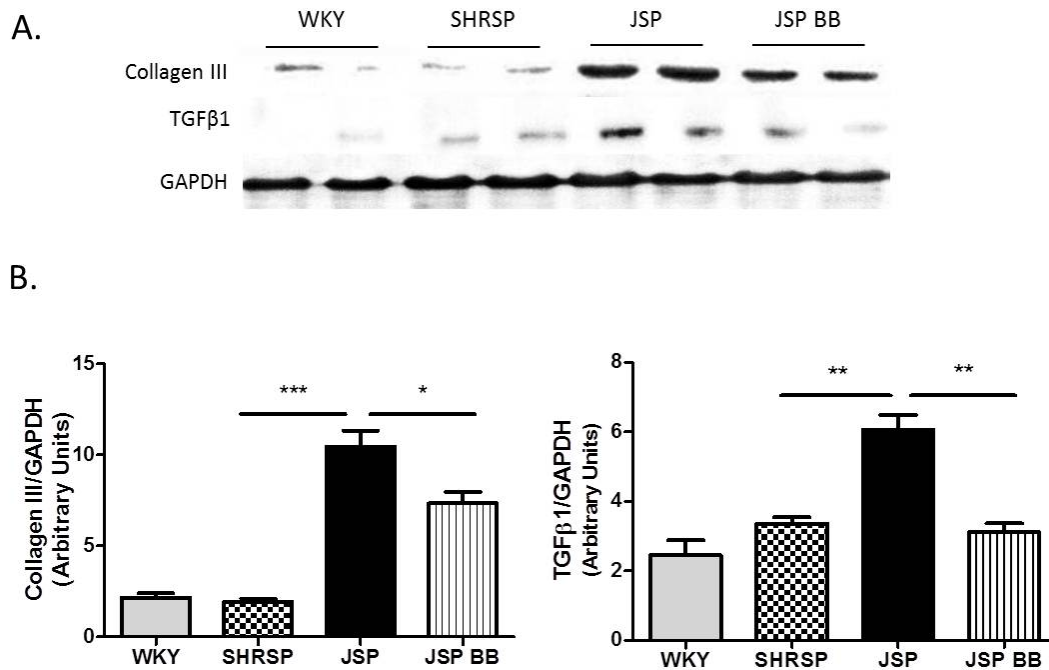 A.
WKY SHRSP JSP JSP BB
Collagen III
TGFβ1
GAPDH
B.
Collagen III/GAPDH
(Arbitrary Units)
15
10
5
0
***
*
WKY SHRSP JSP JSP BB
TGFβ1/GAPDH
(Arbitrary Units)
8
6
4
2
0
**
**
WKY SHRSP JSP JSP BB